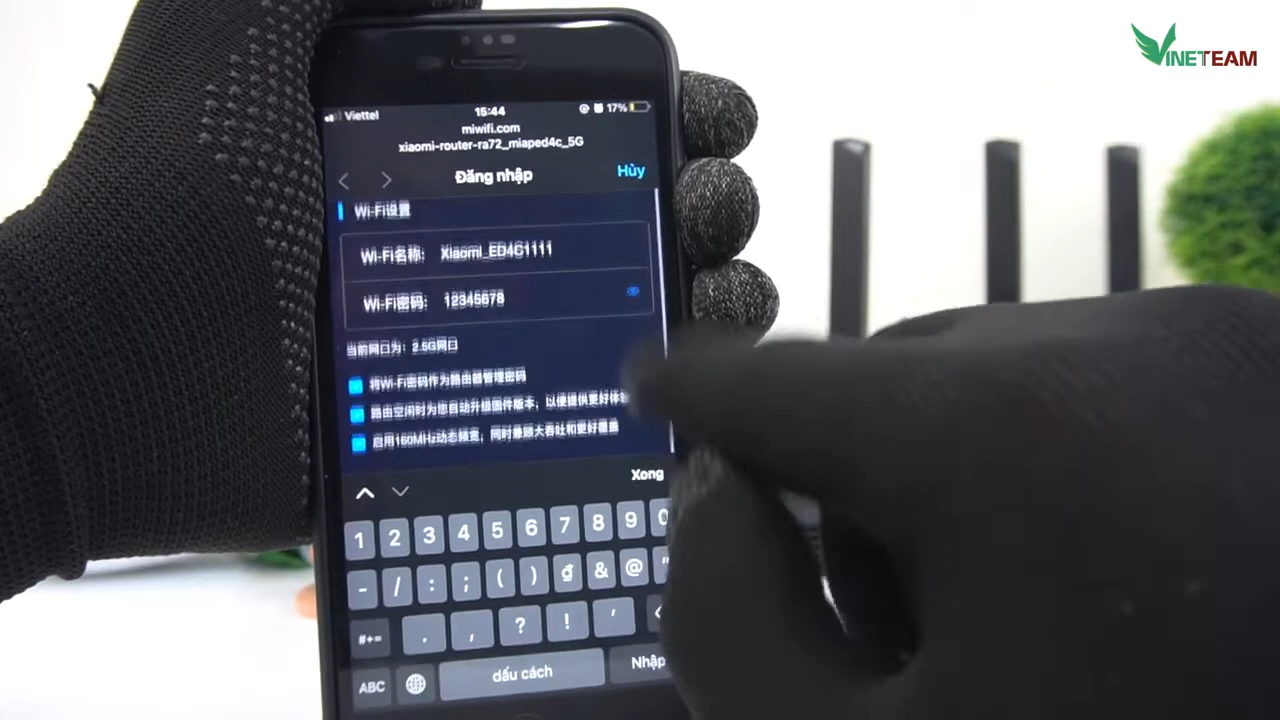 VINETEAM
Viettel 15:44 17%
miwifi.com
xiaomi-router-ra72_miaped4c_5G
Đăng nhập Hủy
Wi-Fi设置
Wi-Fi名称: Xiaomi_ED4C1111
Wi-Fi密码: 12345678
当前网口为: 2.5G网口
将Wi-Fi密码作为路由器管理密码
路由空闲时为您自动升级固件版本, 以便提供更好体
启用160MHz动态频宽, 同时兼顾大吞吐和更好覆盖
Xong
1 2 3 4 5 6 7 8 9 0
- / : ; ( ) ₫ & @ "
#+= . , ? ! '
ABC dấu cách Nhập